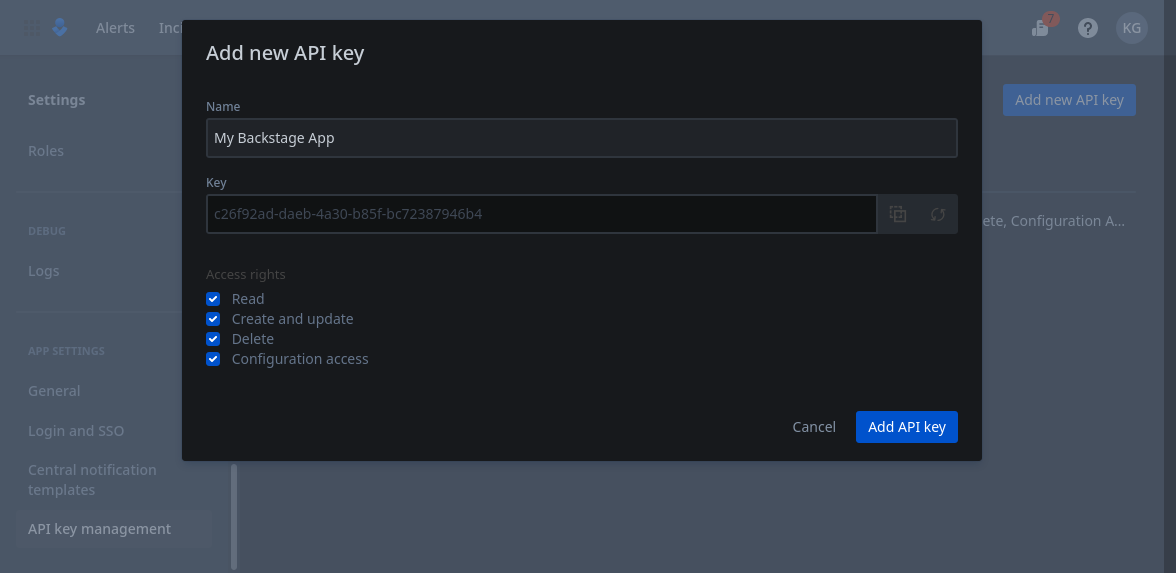 Alerts Inci
7
KG
Settings
Add new API key
Roles
DEBUG
Logs
APP SETTINGS
General
Login and SSO
Central notification
templates
API key management
ete, Configuration A...
Add new API key
Name
My Backstage App
Key
c26f92ad-daeb-4a30-b85f-bc72387946b4
Access rights
Read
Create and update
Delete
Configuration access
Cancel Add API key